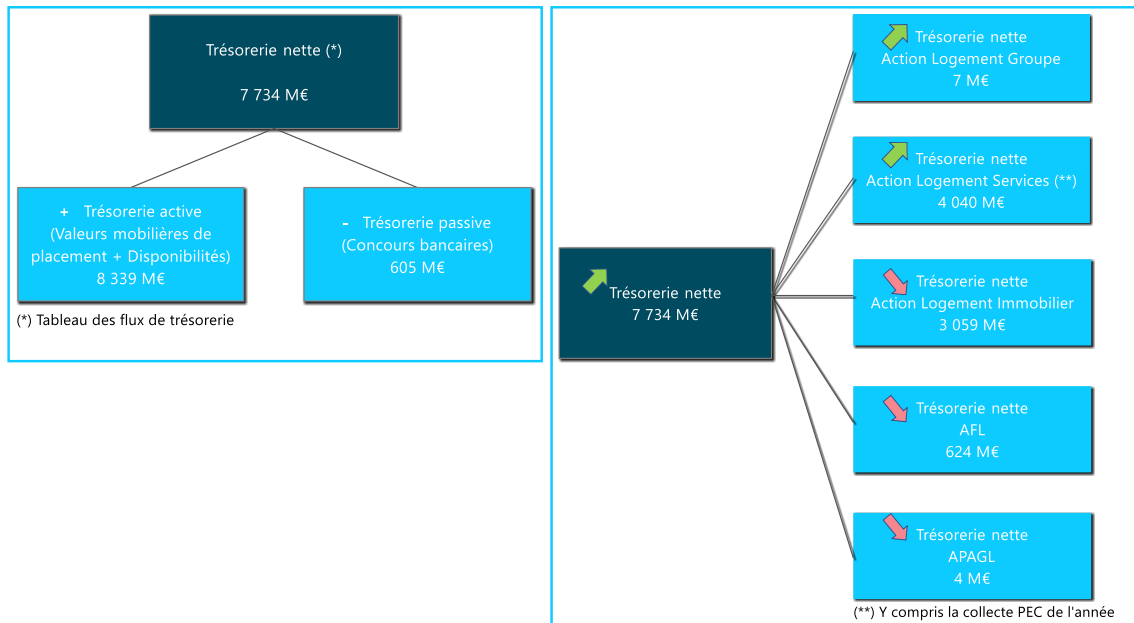 Trésorerie nette (*)
7 734 M€
+ Trésorerie active
(Valeurs mobilières de
placement + Disponibilités)
8 339 M€
- Trésorerie passive
(Concours bancaires)
605 M€
(*) Tableau des flux de trésorerie
Trésorerie nette
7 734 M€
Trésorerie nette
Action Logement Groupe
7 M€
Trésorerie nette
Action Logement Services (**)
4 040 M€
Trésorerie nette
Action Logement Immobilier
3 059 M€
Trésorerie nette
AFL
624 M€
Trésorerie nette
APAGL
4 M€
(**) Y compris la collecte PEC de l'année